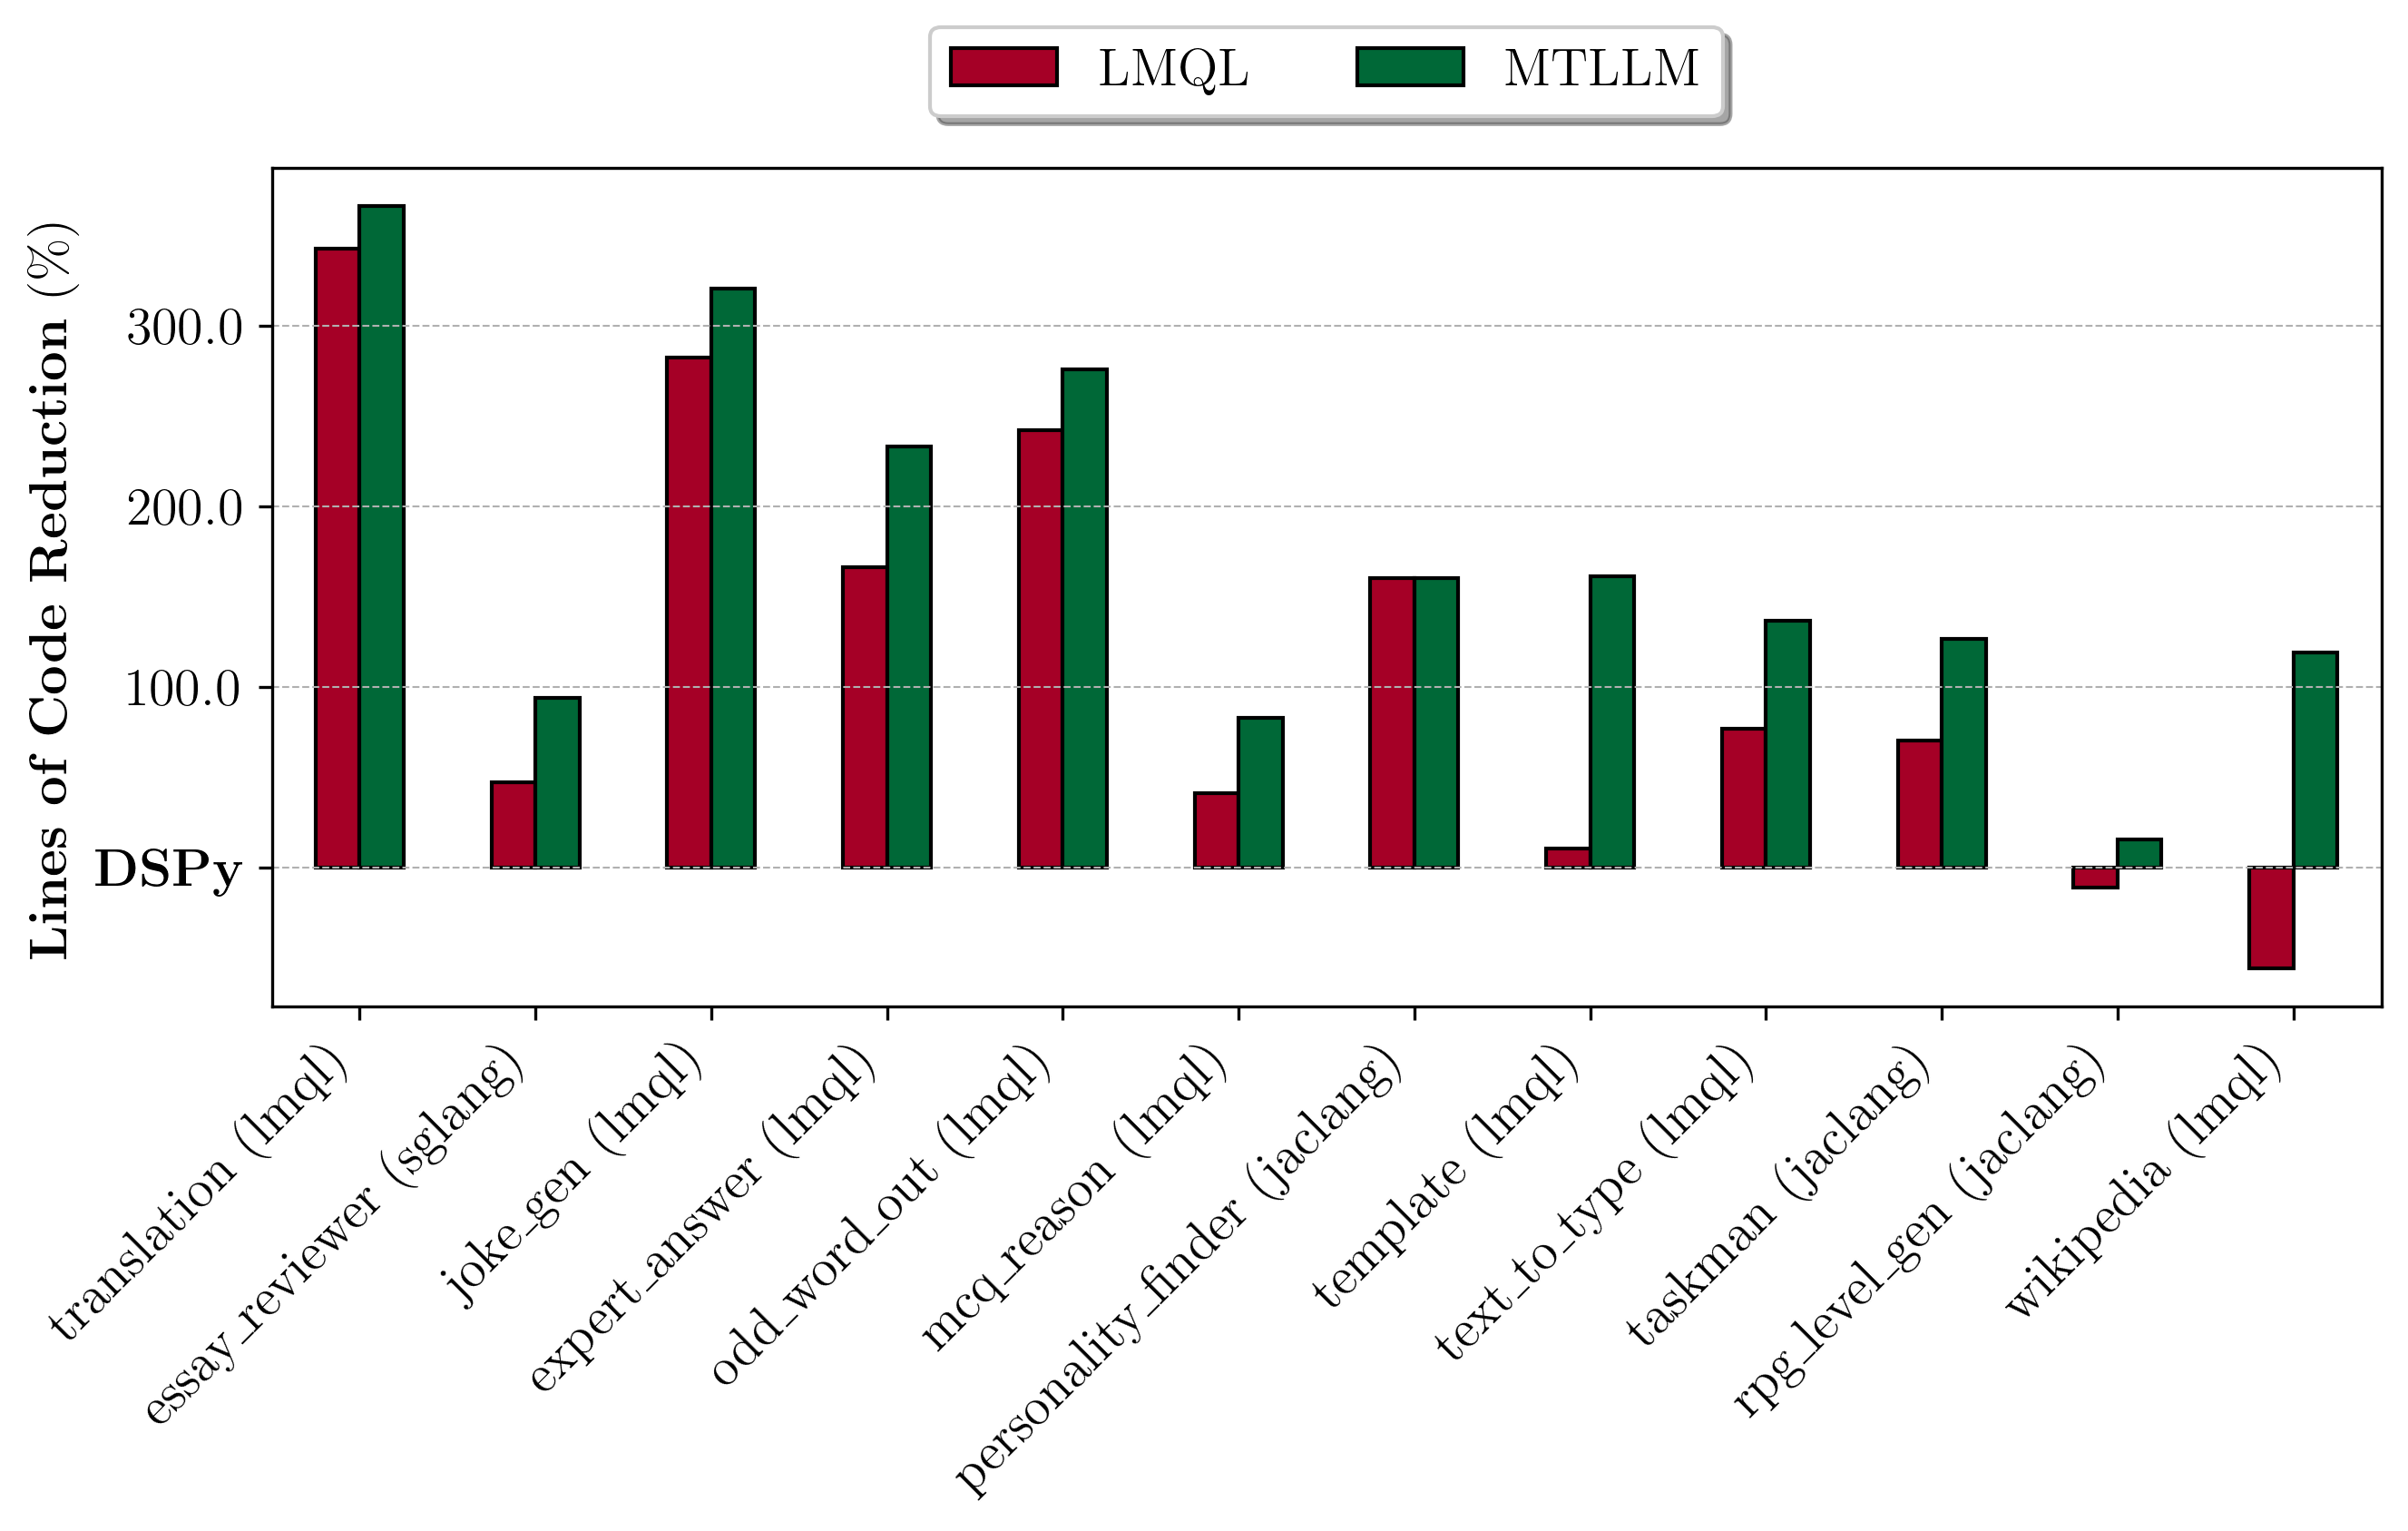 LMQL
MTLLM
Lines of Code Reduction (%)
300.0
200.0
100.0
DSPy
translation (lmql)
essay_reviewer (sglang)
joke_gen (lmql)
expert_answer (lmql)
odd_word_out (lmql)
mcq_reason (lmql)
personality_finder (jaclang)
template (lmql)
text_to_type (lmql)
taskman (jaclang)
rpg_level_gen (jaclang)
wikipedia (lmql)